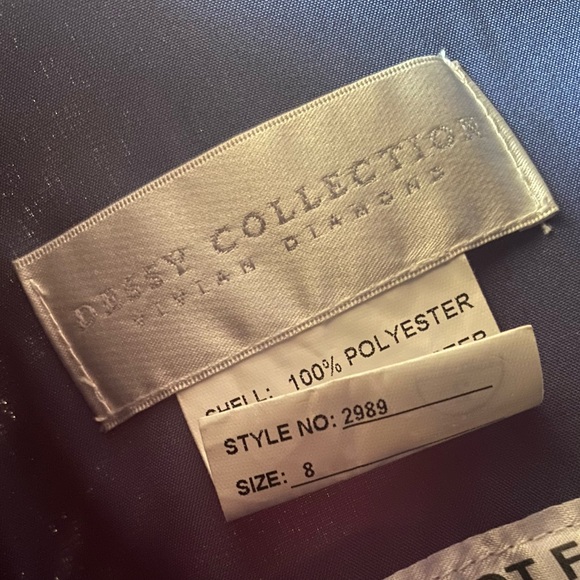 DESSY COLLECTION
VIVIAN DIAMOND
SHELL: 100% POLYESTER
STYLE NO: 2989
SIZE: 8